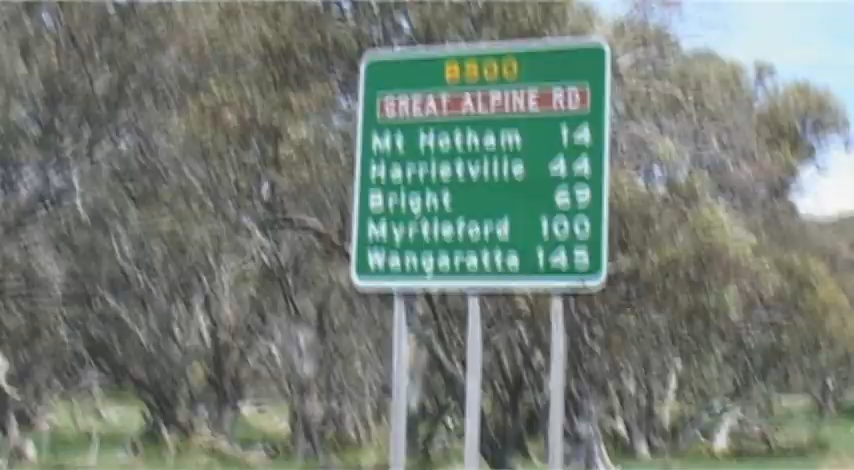 B500
GREAT ALPINE RD
Mt Hotham 14
Harrietville 44
Bright 69
Myrtleford 100
Wangaratta 145